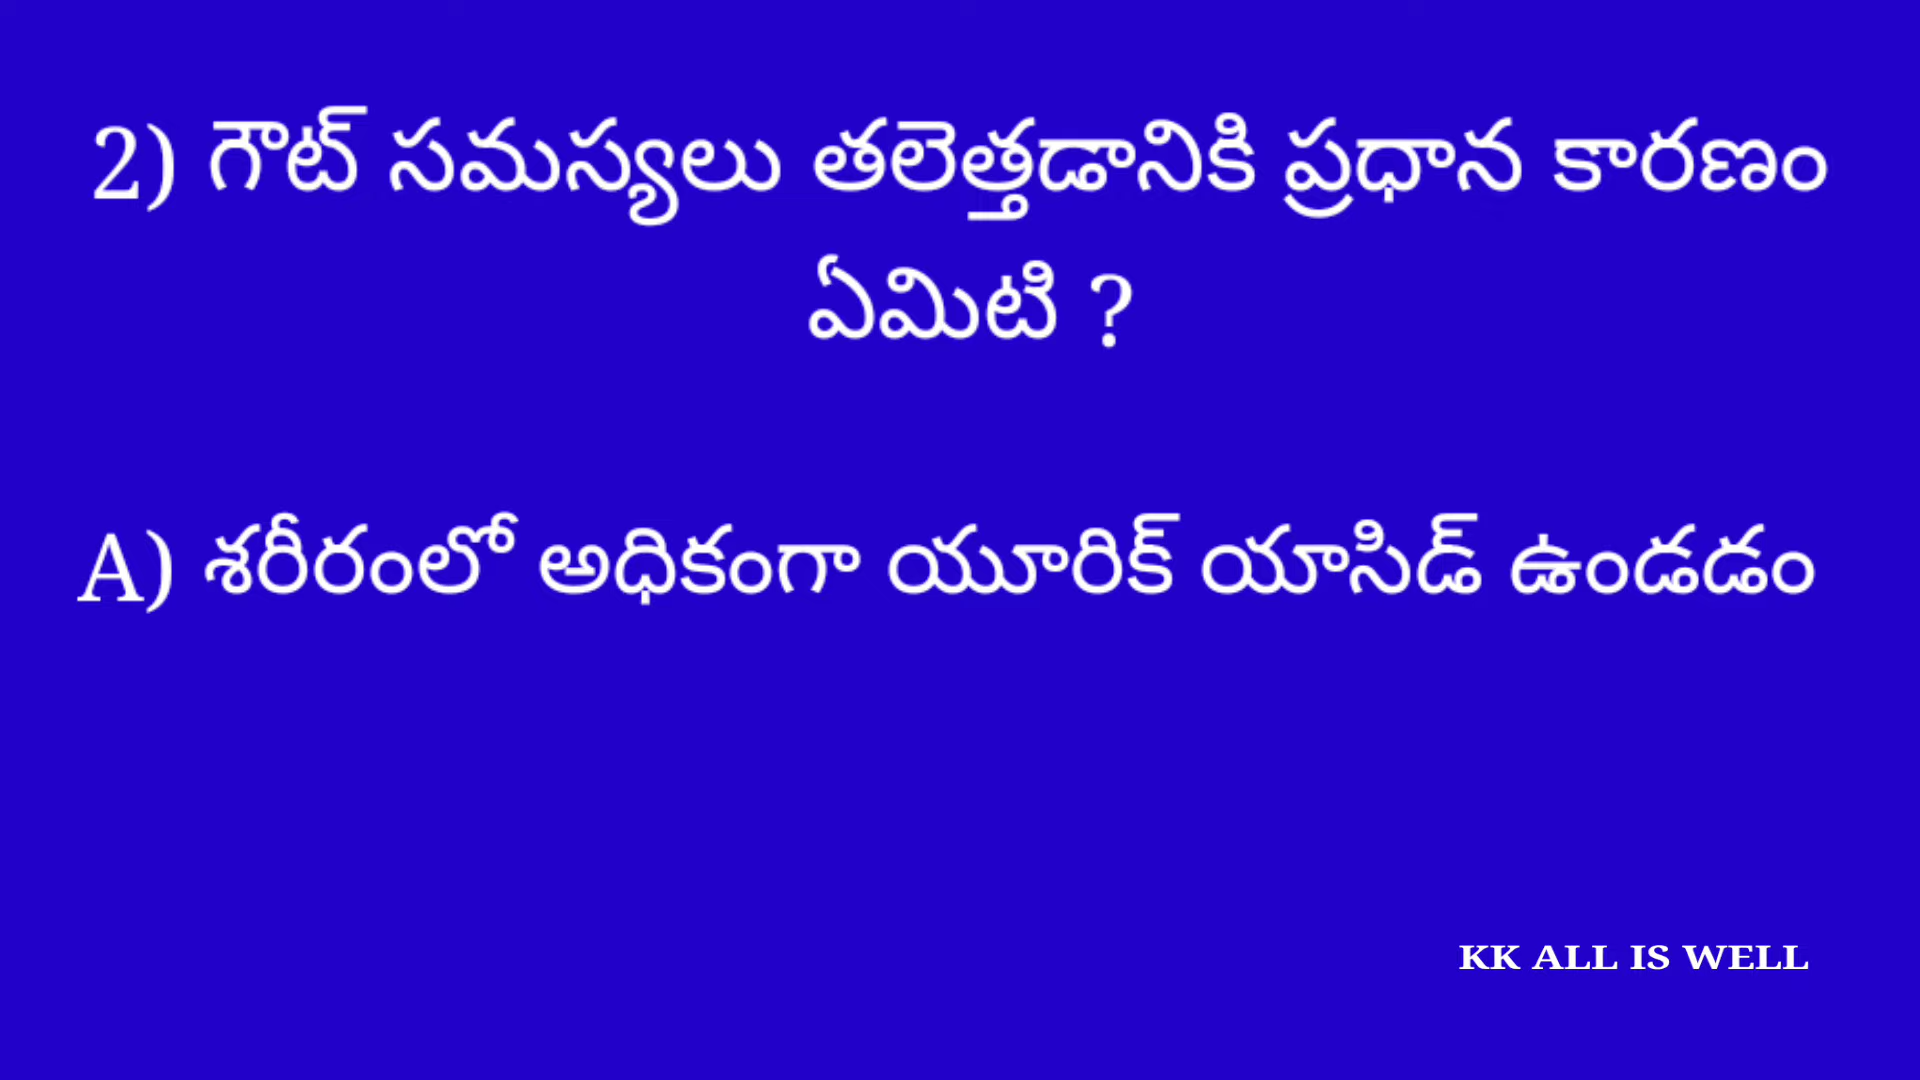 2) గౌట్ సమస్యలు తలెత్తడానికి ప్రధాన కారణం
ఏమిటి ?
A) శరీరంలో అధికంగా యూరిక్ యాసిడ్ ఉండడం
KK ALL IS WELL